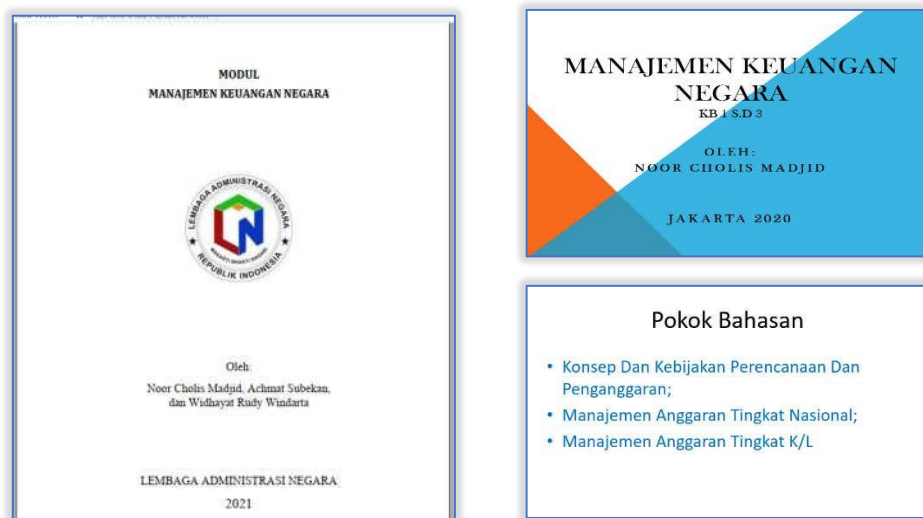 MODUL
MANAJEMEN KEUANGAN NEGARA
LEMBAGA ADMINISTRASI NEGARA
REPUBLIK INDONESIA
Oleh:
Noor Cholis Madjid, Achmat Subekan,
dan Widhayat Rudy Windarta
LEMBAGA ADMINISTRASI NEGARA
2021
MANAJEMEN KEUANGAN
NEGARA
KB 1 S.D 3
OLEH:
NOOR CHOLIS MADJID
JAKARTA 2020
Pokok Bahasan
• Konsep Dan Kebijakan Perencanaan Dan
Penganggaran;
• Manajemen Anggaran Tingkat Nasional;
• Manajemen Anggaran Tingkat K/L